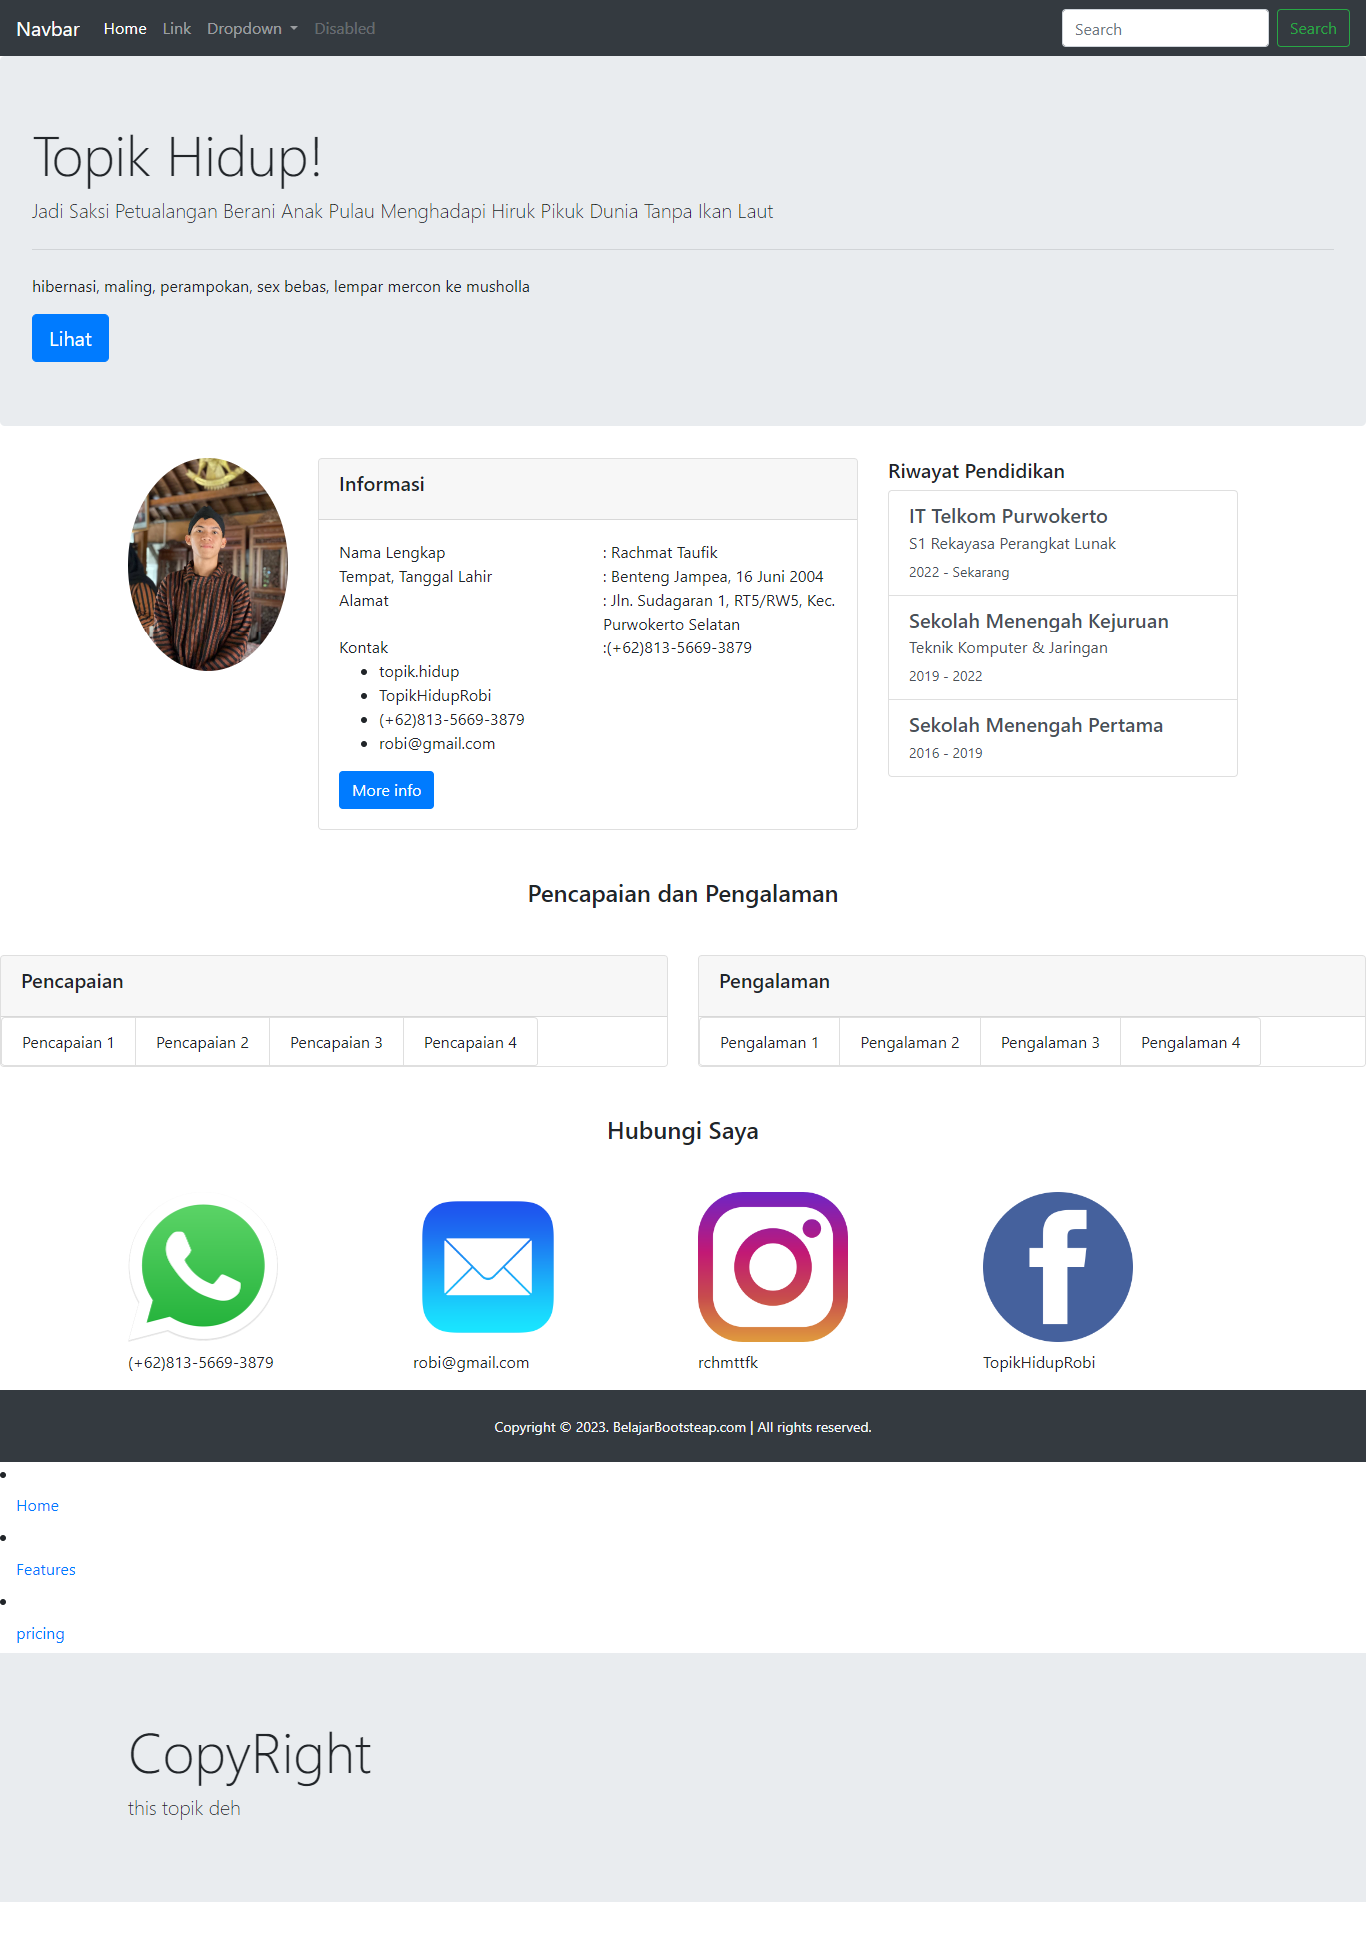 Navbar Home Link Dropdown Disabled Search Search
Topik Hidup!
Jadi Saksi Petualangan Berani Anak Pulau Menghadapi Hiruk Pikuk Dunia Tanpa Ikan Laut
hibernasi, maling, perampokan, sex bebas, lempar mercon ke musholla
Lihat
Informasi
Nama Lengkap : Rachmat Taufik
Tempat, Tanggal Lahir : Benteng Jampea, 16 Juni 2004
Alamat : Jln. Sudagaran 1, RT5/RW5, Kec.
Purwokerto Selatan
Kontak :(+62)813-5669-3879
• topik.hidup
• TopikHidupRobi
• (+62)813-5669-3879
• robi@gmail.com
More info
Riwayat Pendidikan
IT Telkom Purwokerto
S1 Rekayasa Perangkat Lunak
2022 - Sekarang
Sekolah Menengah Kejuruan
Teknik Komputer & Jaringan
2019 - 2022
Sekolah Menengah Pertama
2016 - 2019
Pencapaian dan Pengalaman
Pencapaian
Pencapaian 1 Pencapaian 2 Pencapaian 3 Pencapaian 4
Pengalaman
Pengalaman 1 Pengalaman 2 Pengalaman 3 Pengalaman 4
Hubungi Saya
(+62)813-5669-3879
robi@gmail.com
rchmttfk
TopikHidupRobi
Copyright © 2023. BelajarBootsteap.com | All rights reserved.
• Home
• Features
• pricing
CopyRight
this topik deh